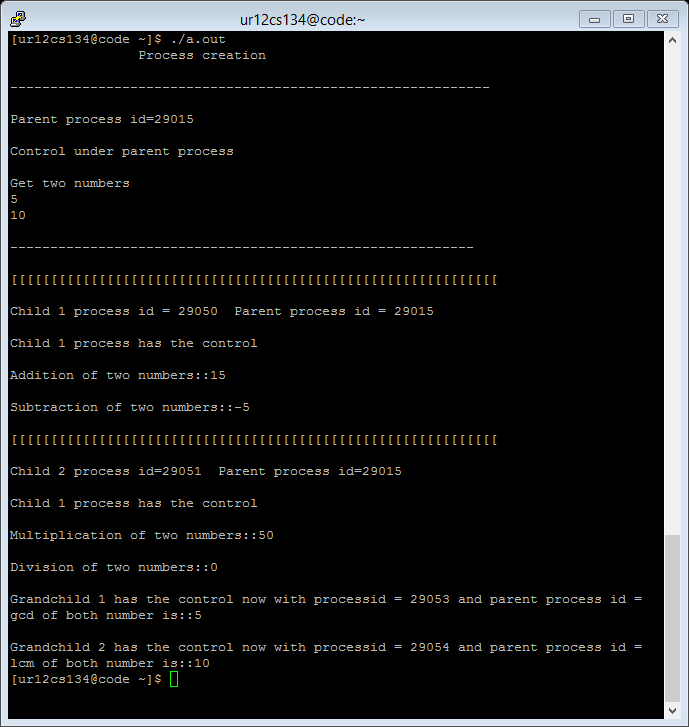 ur12cs134@code:~
[ur12cs134@code ~]$ ./a.out
Process creation
------------------------------------------------------------
Parent process id=29015
Control under parent process
Get two numbers
5
10
----------------------------------------------------------
[[[[[[[[[[[[[[[[[[[[[[[[[[[[[[[[[[[[[[[[[[[[[[[[[[[[[[[[[[[[[
Child 1 process id = 29050  Parent process id = 29015
Child 1 process has the control
Addition of two numbers::15
Subtraction of two numbers::-5
[[[[[[[[[[[[[[[[[[[[[[[[[[[[[[[[[[[[[[[[[[[[[[[[[[[[[[[[[[[[[
Child 2 process id=29051  Parent process id=29015
Child 1 process has the control
Multiplication of two numbers::50
Division of two numbers::0
Grandchild 1 has the control now with processid = 29053 and parent process id =
gcd of both number is::5
Grandchild 2 has the control now with processid = 29054 and parent process id =
lcm of both number is::10
[ur12cs134@code ~]$